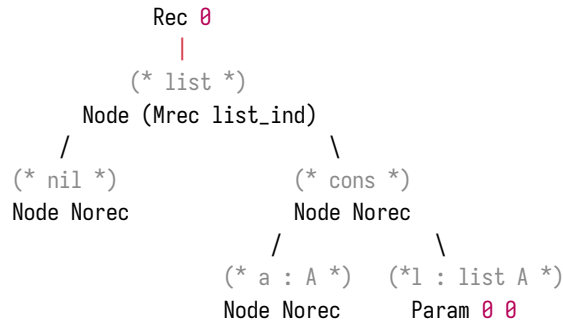 Rec 0
|
(* list *)
Node (Mrec list_ind)
/ \
(* nil *) (* cons *)
Node Norec Node Norec
/ \
(* a : A *) (*l : list A *)
Node Norec Param 0 0